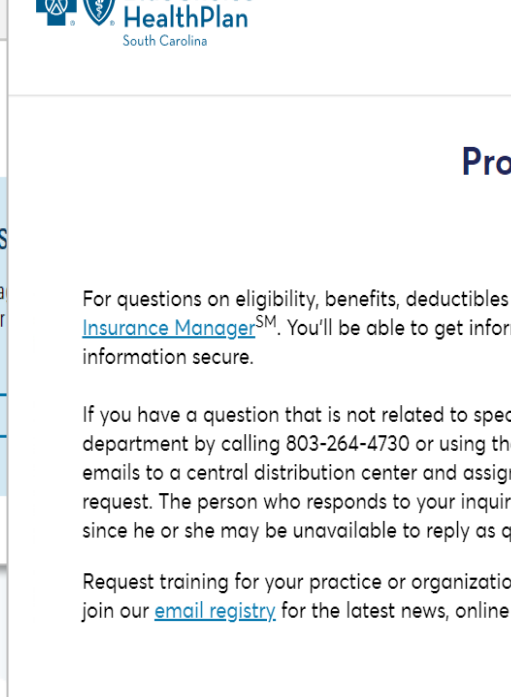 HealthPlan
South Carolina
Pro
For questions on eligibility, benefits, deductibles
Insurance Manager℠. You'll be able to get infor
information secure.
If you have a question that is not related to spec
department by calling 803-264-4730 or using the
emails to a central distribution center and assign
request. The person who responds to your inquir
since he or she may be unavailable to reply as q
Request training for your practice or organizatio
join our email registry for the latest news, online